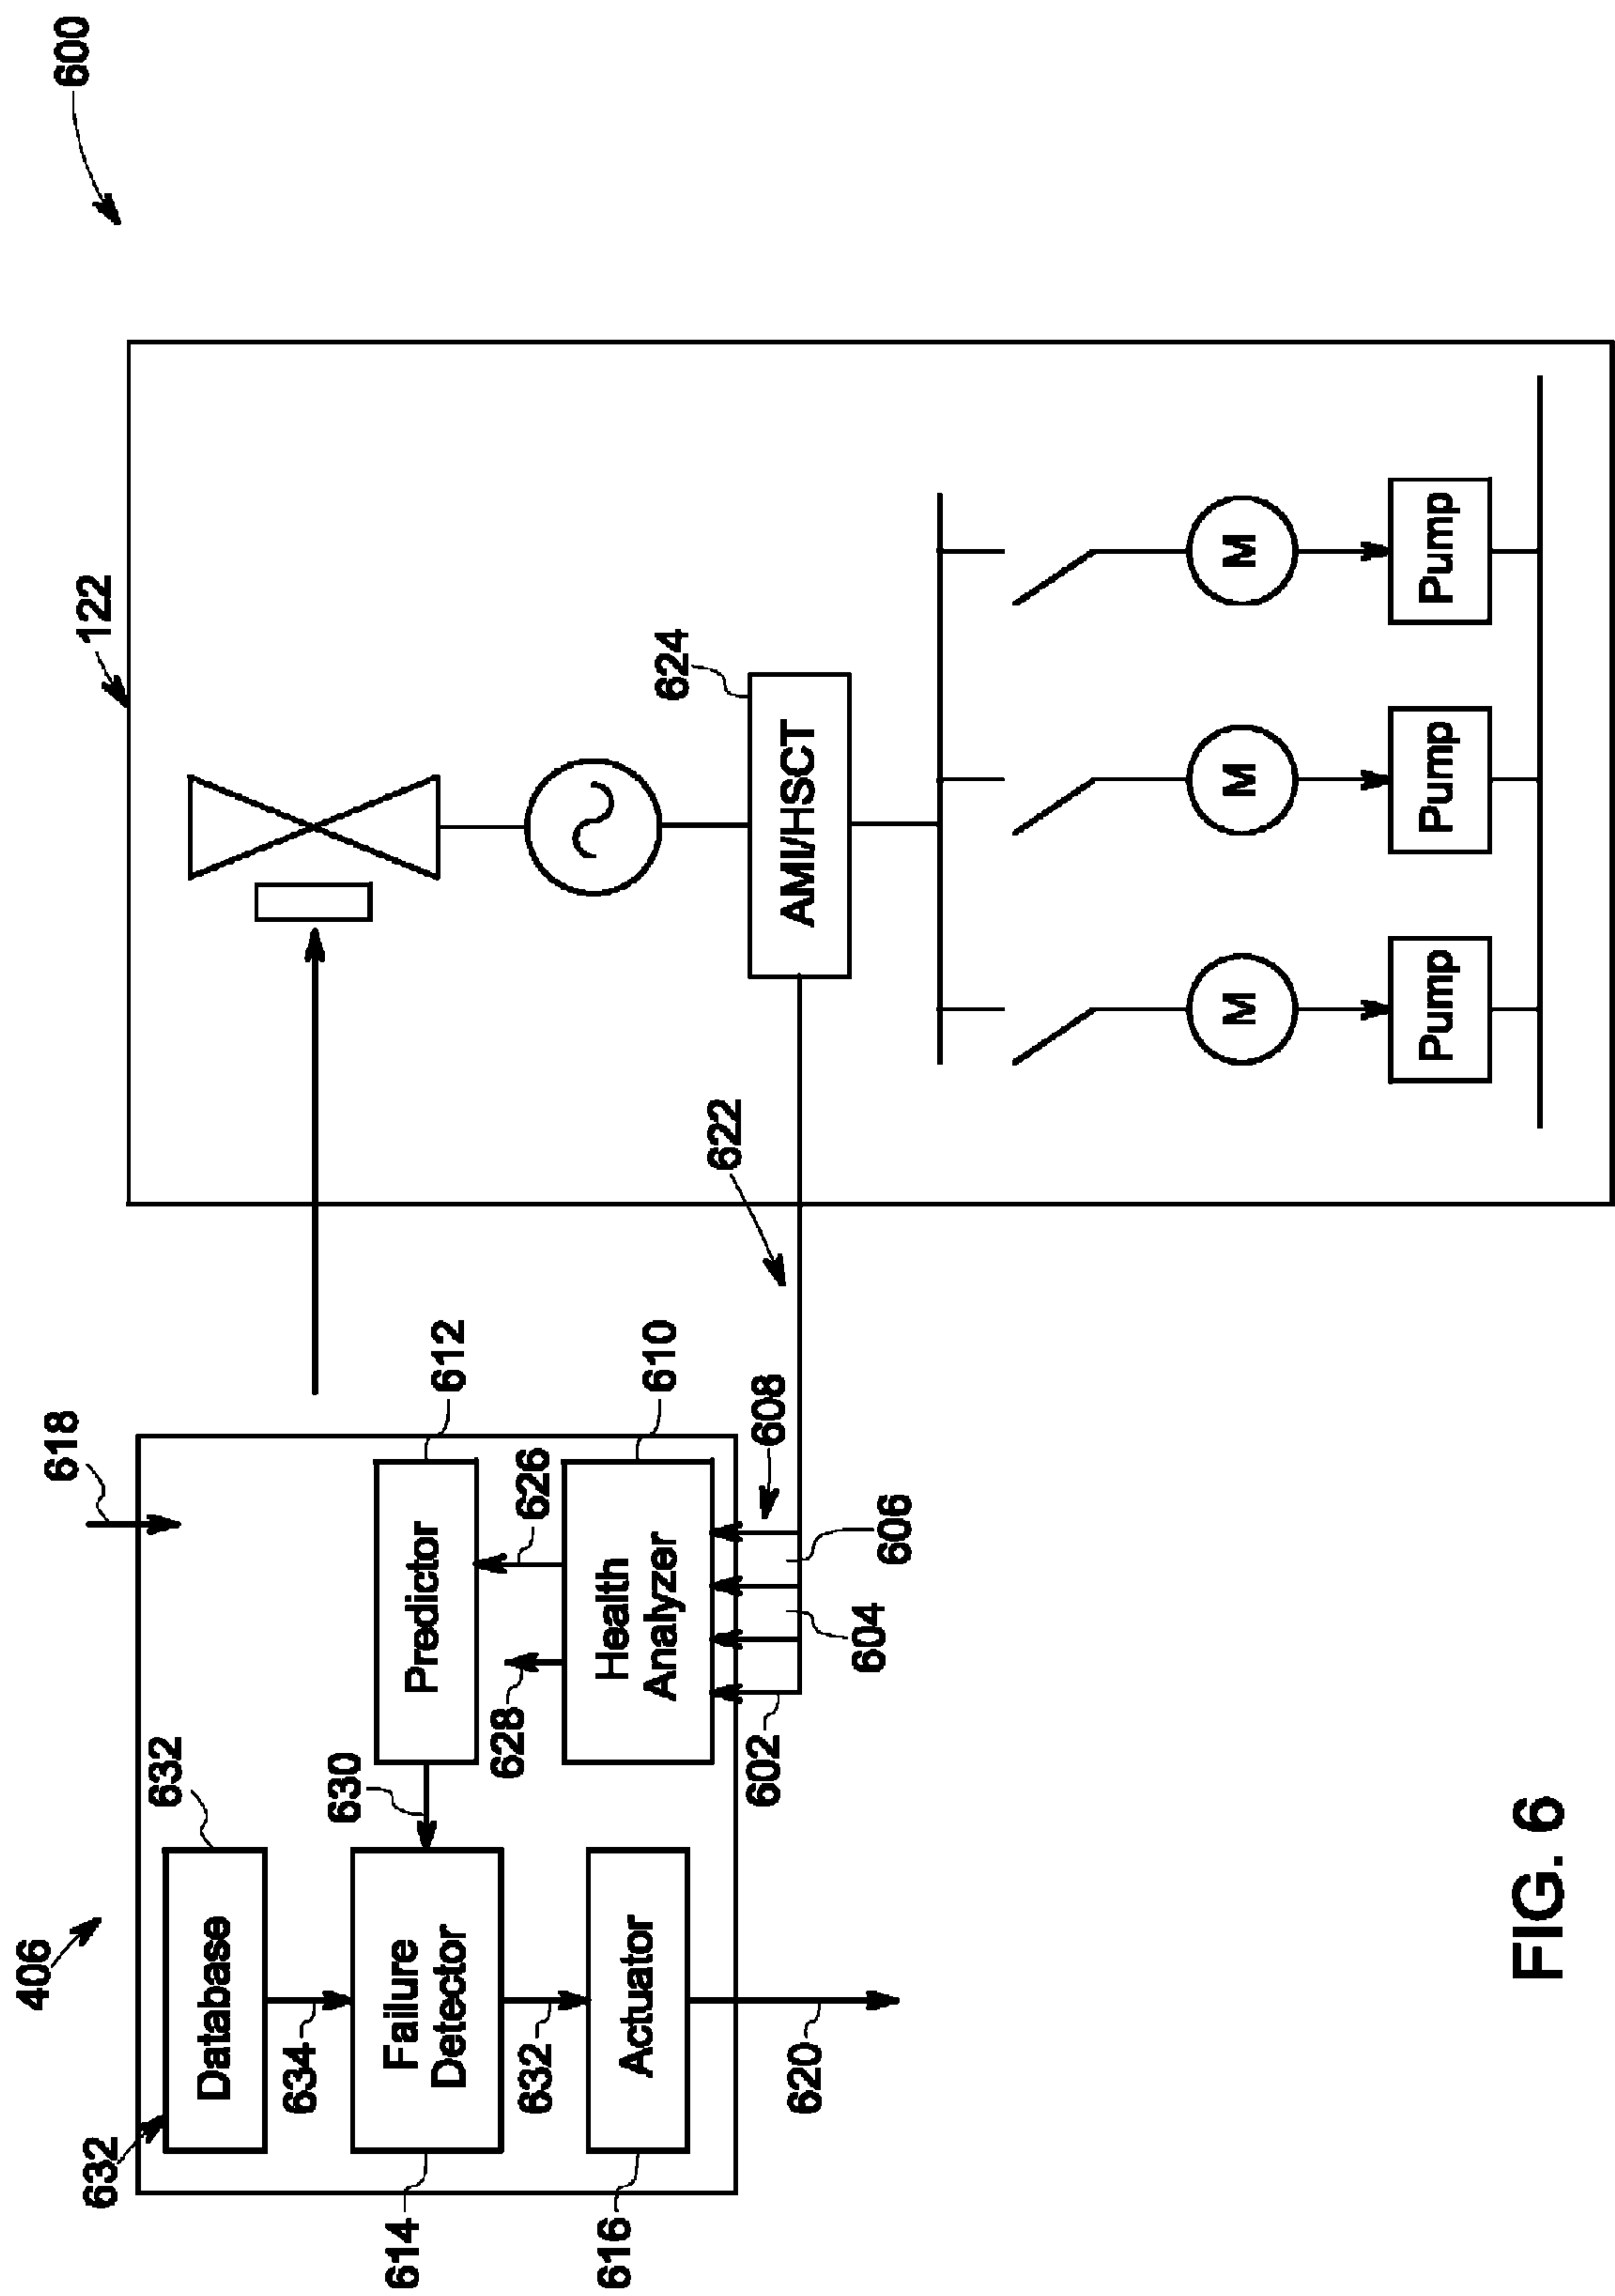 600
406
632
Database
632
634
Failure
Detector
614
632
Actuator
616
620
618
630
Predictor
612
626
628
Health
Analyzer
610
608
602
604
606
622
122
624
AMI/HSCT
M
M
M
Pump
Pump
Pump
FIG. 6